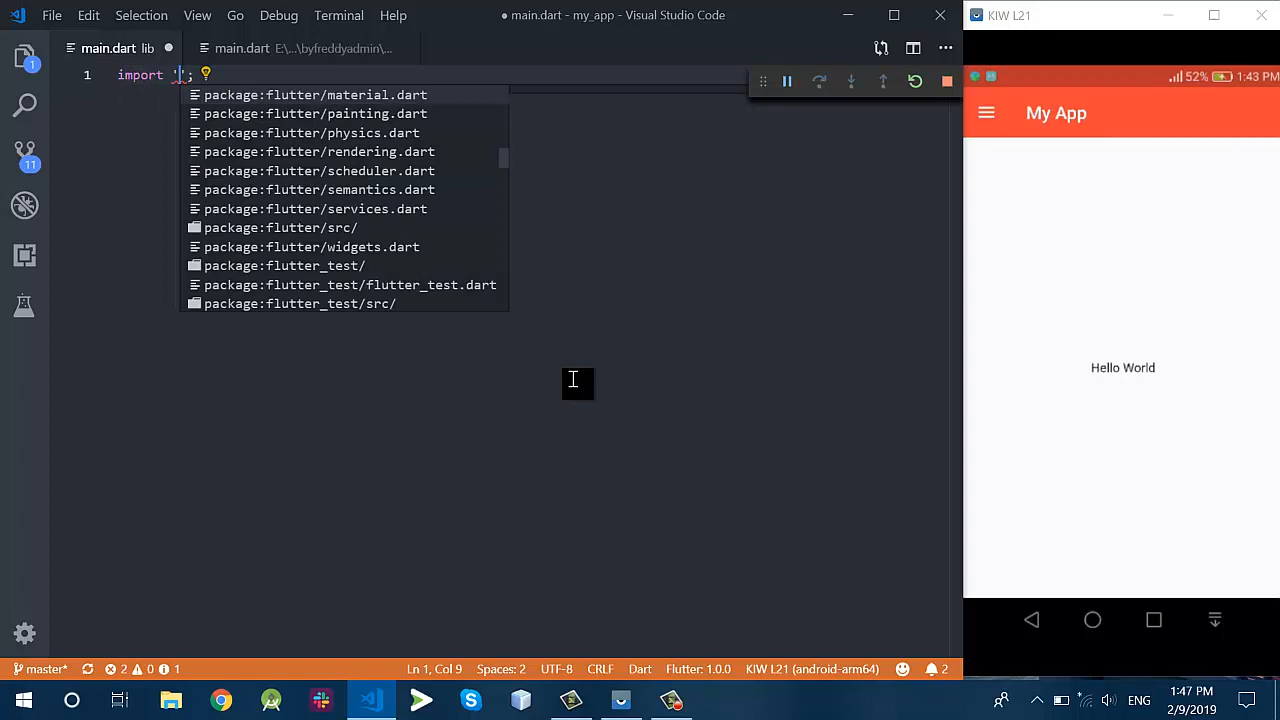 File Edit Selection View Go Debug Terminal Help
main.dart - my_app - Visual Studio Code
KIW L21
1
main.dart lib
main.dart E:\...\byfreddyadmin\...
1 import '';
package:flutter/material.dart
package:flutter/painting.dart
package:flutter/physics.dart
package:flutter/rendering.dart
package:flutter/scheduler.dart
package:flutter/semantics.dart
package:flutter/services.dart
package:flutter/src/
package:flutter/widgets.dart
package:flutter_test/
package:flutter_test/flutter_test.dart
package:flutter_test/src/
11
52% 1:43 PM
My App
Hello World
master* 2 0 1
Ln 1, Col 9 Spaces: 2 UTF-8 CRLF Dart Flutter: 1.0.0 KIW L21 (android-arm64) 2
ENG
1:47 PM
2/9/2019